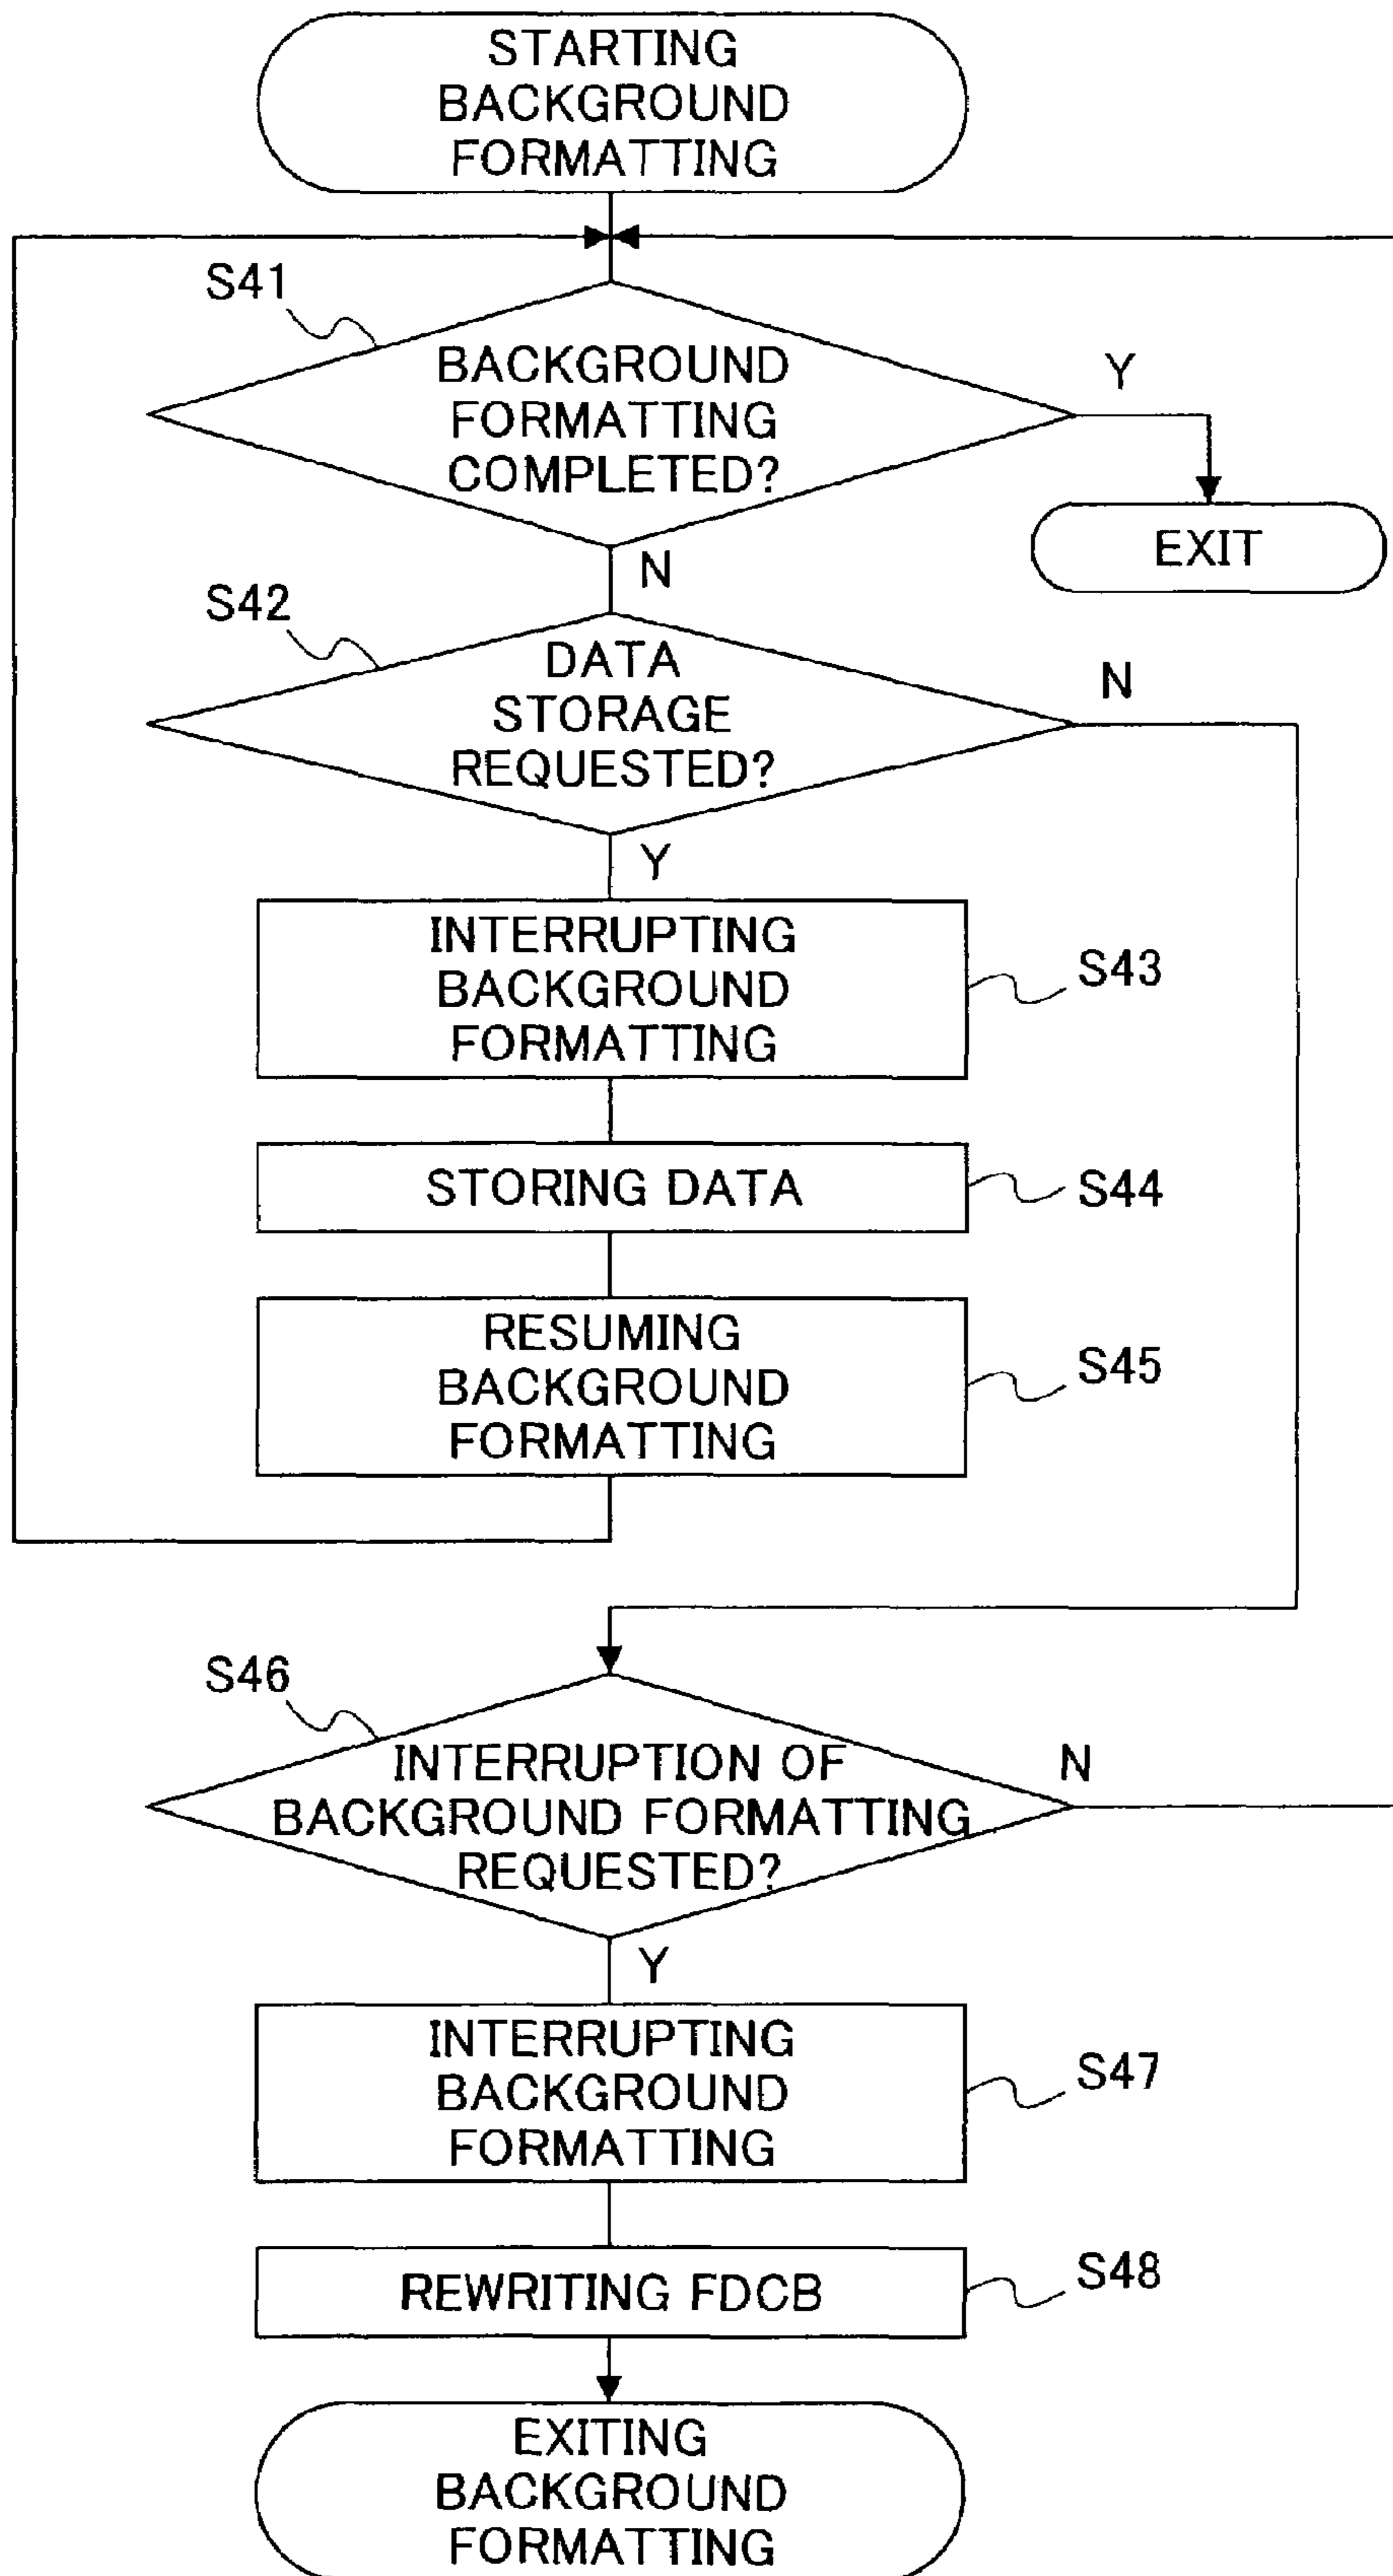 STARTING
BACKGROUND
FORMATTING
S41
BACKGROUND
FORMATTING
COMPLETED?
Y
EXIT
N
S42
DATA
STORAGE
REQUESTED?
N
Y
INTERRUPTING
BACKGROUND
FORMATTING
S43
STORING DATA
S44
RESUMING
BACKGROUND
FORMATTING
S45
S46
INTERRUPTION OF
BACKGROUND FORMATTING
REQUESTED?
N
Y
INTERRUPTING
BACKGROUND
FORMATTING
S47
REWRITING FDCB
S48
EXITING
BACKGROUND
FORMATTING